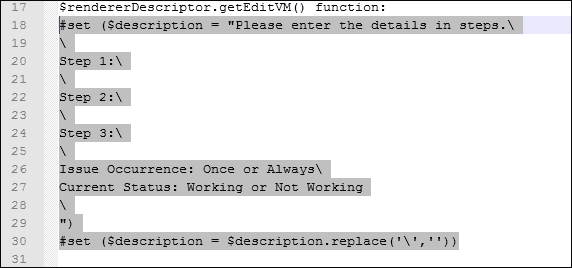 17 $rendererDescriptor.getEditVM() function:
18 #set ($description = "Please enter the details in steps.\
19 \
20 Step 1:\
21 \
22 Step 2:\
23 \
24 Step 3:\
25 \
26 Issue Occurrence: Once or Always\
27 Current Status: Working or Not Working
28 \
29 ")
30 #set ($description = $description.replace('\',''))
31